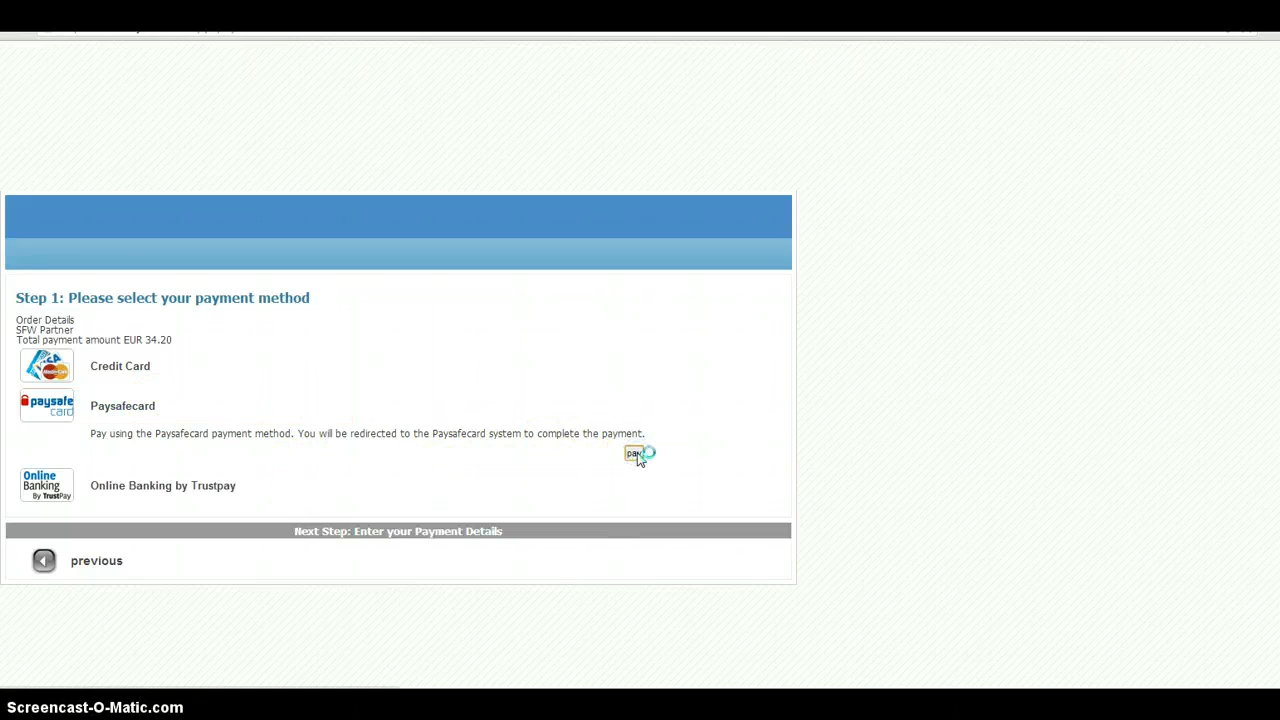 Step 1: Please select your payment method
Order Details
SFW Partner
Total payment amount EUR 34.20
MasterCard
Credit Card
paysafe
card
Paysafecard
Pay using the Paysafecard payment method. You will be redirected to the Paysafecard system to complete the payment.
pay
Online
Banking
By TrustPay
Online Banking by Trustpay
Next Step: Enter your Payment Details
previous
Screencast-O-Matic.com